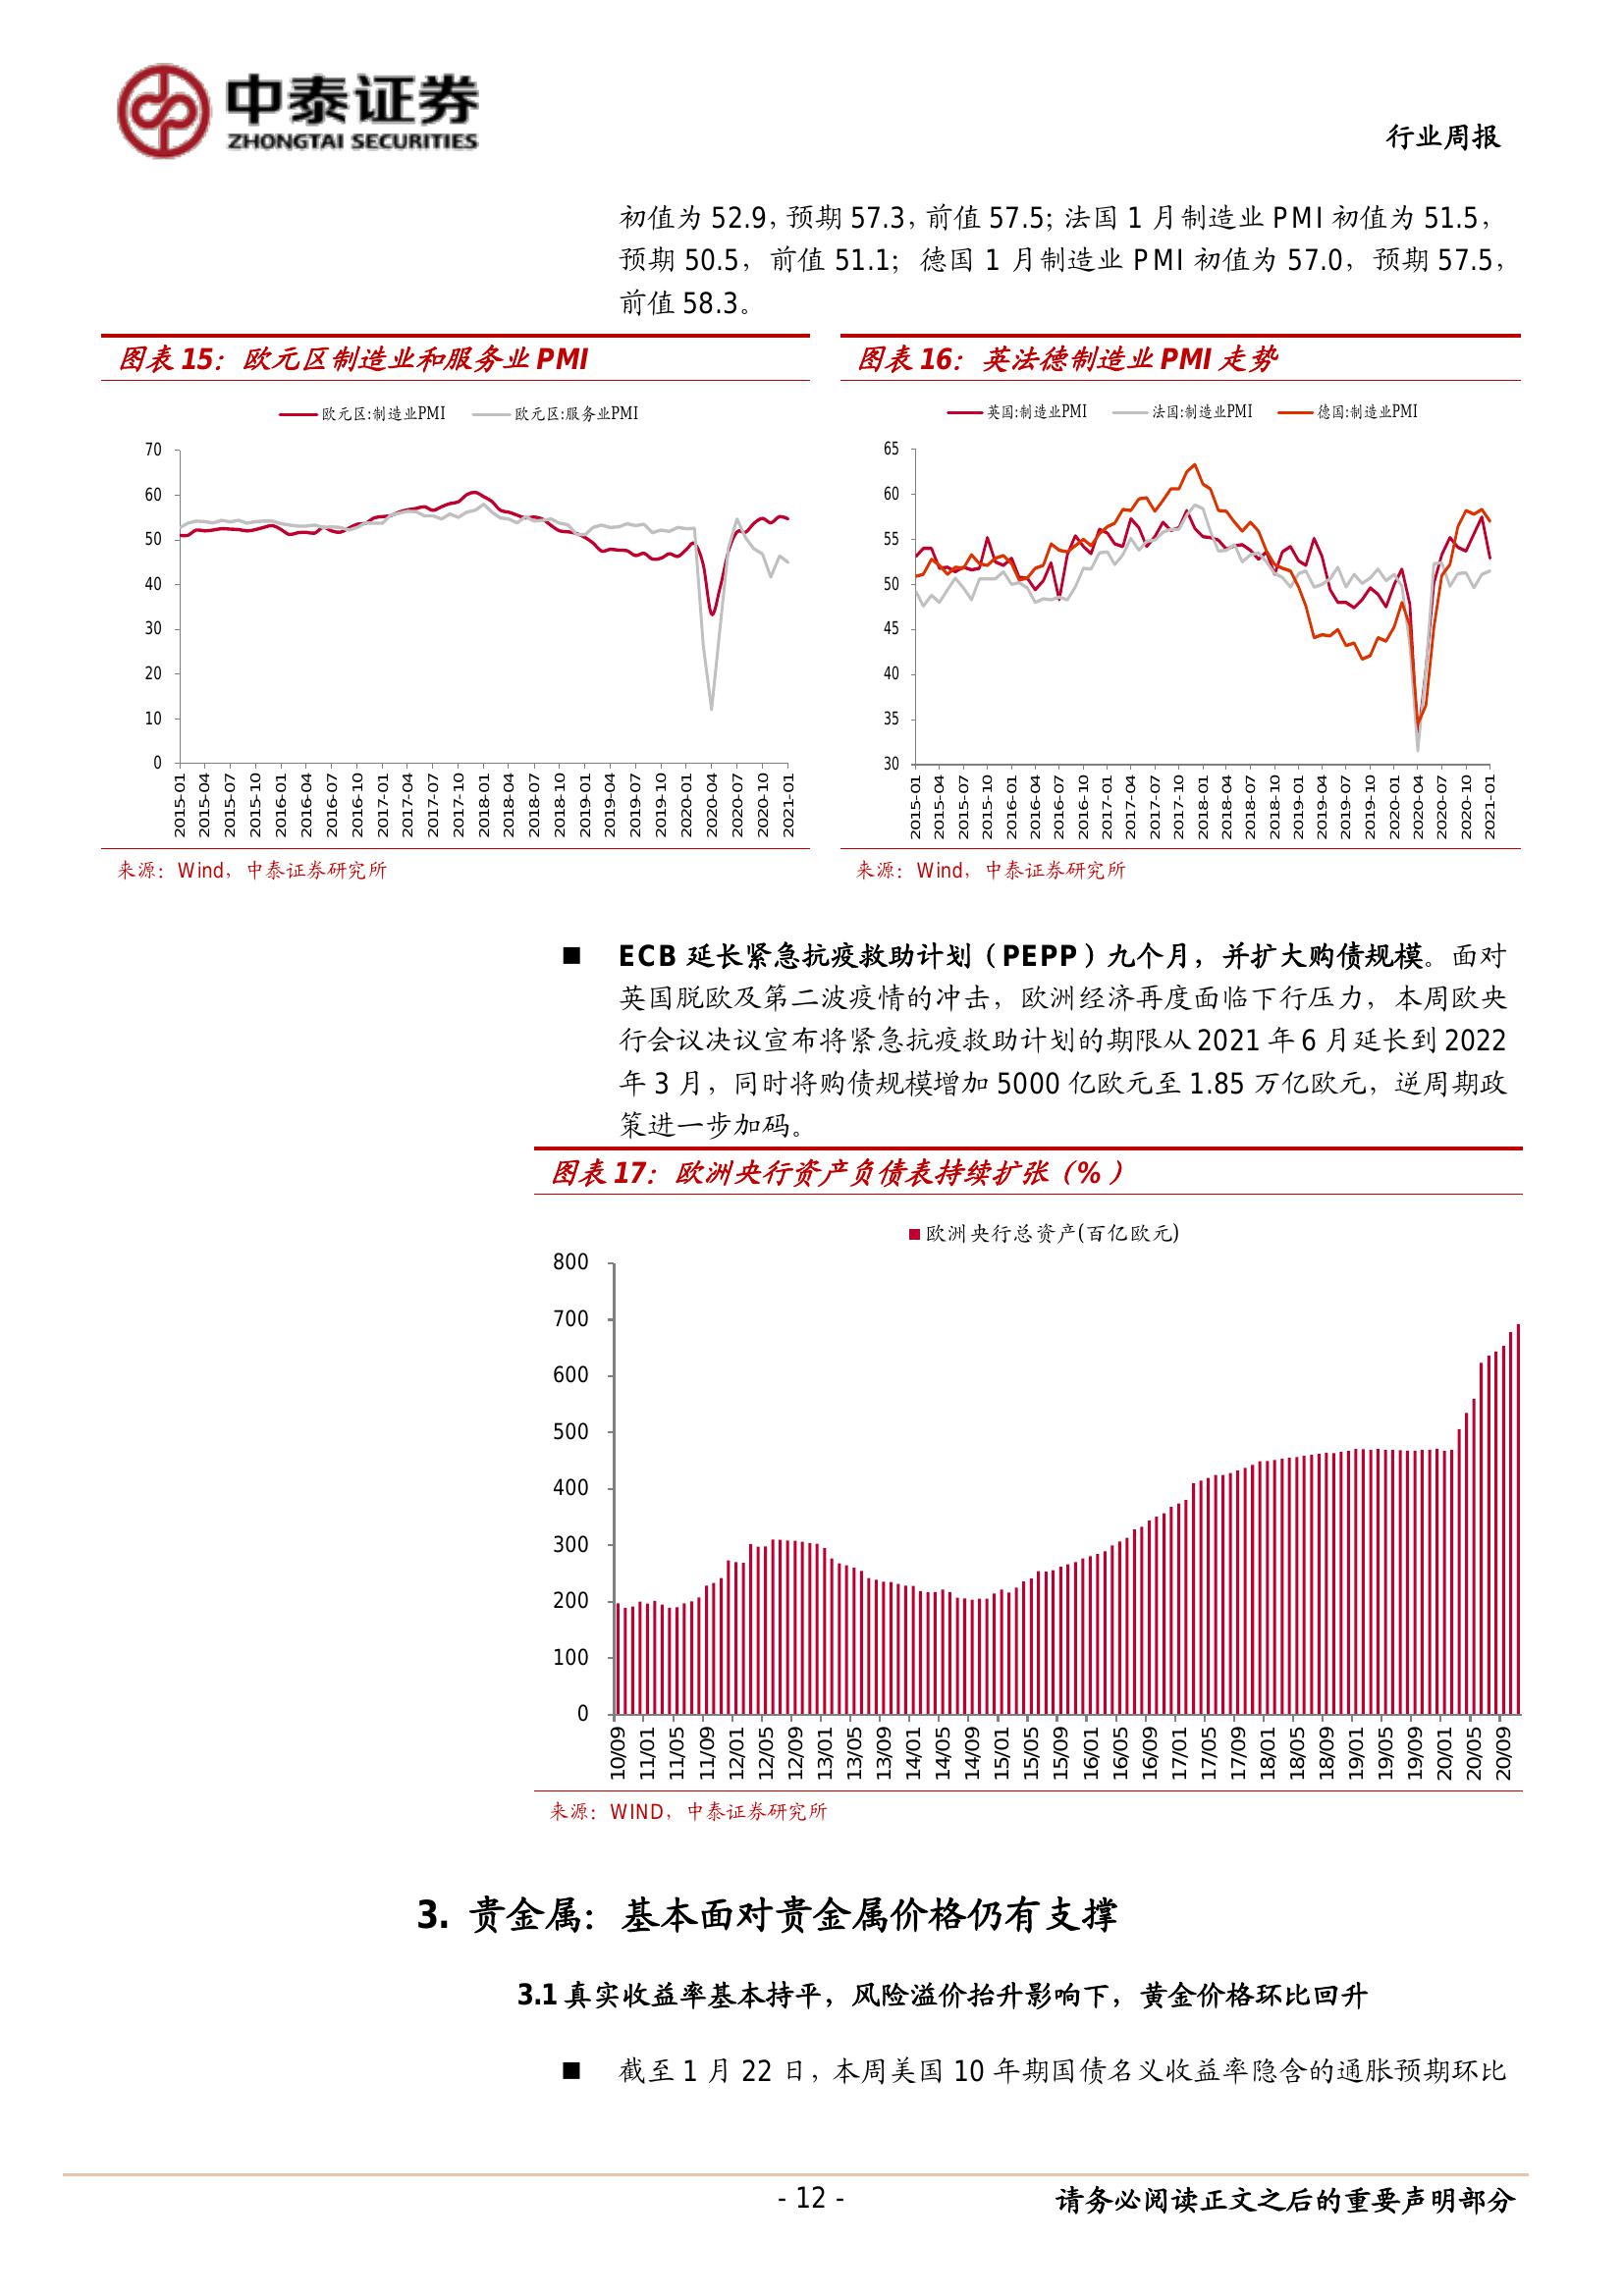 中泰证券
ZHONGTAI SECURITIES
行业周报
初值为 52.9，预期 57.3，前值 57.5；法国 1 月制造业 PMI 初值为 51.5，
预期 50.5，前值 51.1；德国 1 月制造业 PMI 初值为 57.0，预期 57.5，
前值 58.3。
图表 15：欧元区制造业和服务业 PMI
欧元区:制造业PMI 欧元区:服务业PMI
70
60
50
40
30
20
10
0
2015-01 2015-04 2015-07 2015-10 2016-01 2016-04 2016-07 2016-10 2017-01 2017-04 2017-07 2017-10 2018-01 2018-04 2018-07 2018-10 2019-01 2019-04 2019-07 2019-10 2020-01 2020-04 2020-07 2020-10 2021-01
来源：Wind，中泰证券研究所
图表 16：英法德制造业 PMI 走势
英国:制造业PMI 法国:制造业PMI 德国:制造业PMI
65
60
55
50
45
40
35
30
2015-01 2015-04 2015-07 2015-10 2016-01 2016-04 2016-07 2016-10 2017-01 2017-04 2017-07 2017-10 2018-01 2018-04 2018-07 2018-10 2019-01 2019-04 2019-07 2019-10 2020-01 2020-04 2020-07 2020-10 2021-01
来源：Wind，中泰证券研究所
■ ECB 延长紧急抗疫救助计划（PEPP）九个月，并扩大购债规模。面对
英国脱欧及第二波疫情的冲击，欧洲经济再度面临下行压力，本周欧央
行会议决议宣布将紧急抗疫救助计划的期限从 2021 年 6 月延长到 2022
年 3 月，同时将购债规模增加 5000 亿欧元至 1.85 万亿欧元，逆周期政
策进一步加码。
图表 17：欧洲央行资产负债表持续扩张（%）
欧洲央行总资产(百亿欧元)
800
700
600
500
400
300
200
100
0
10/09 11/01 11/05 11/09 12/01 12/05 12/09 13/01 13/05 13/09 14/01 14/05 14/09 15/01 15/05 15/09 16/01 16/05 16/09 17/01 17/05 17/09 18/01 18/05 18/09 19/01 19/05 19/09 20/01 20/05 20/09
来源：WIND，中泰证券研究所
3. 贵金属：基本面对贵金属价格仍有支撑
3.1 真实收益率基本持平，风险溢价抬升影响下，黄金价格环比回升
■ 截至 1 月 22 日，本周美国 10 年期国债名义收益率隐含的通胀预期环比
- 12 -
请务必阅读正文之后的重要声明部分